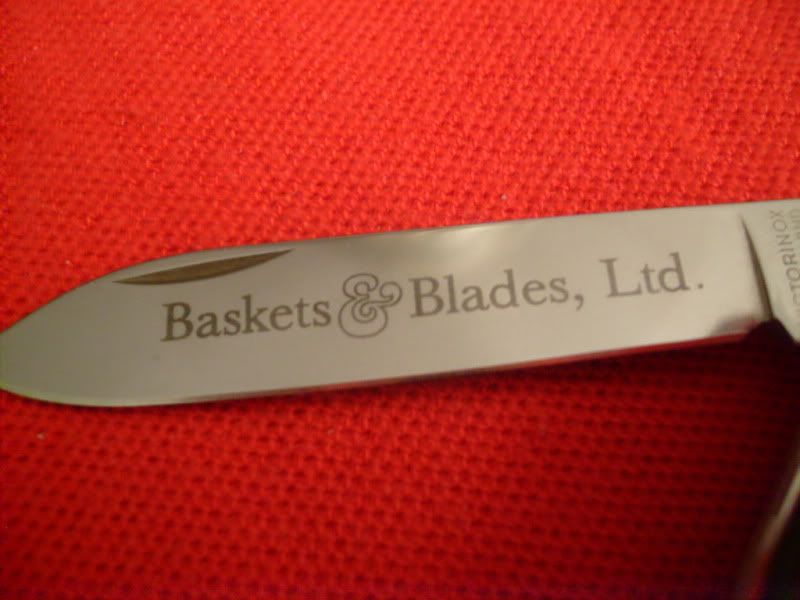 Baskets & Blades, Ltd.